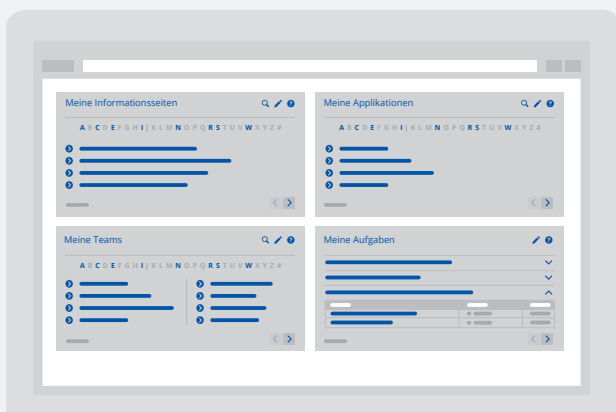 Meine Informationsseiten
A B C D E F G H I J K L M N O P Q R S T U V W X Y Z #
Meine Applikationen
A B C D E F G H I J K L M N O P Q R S T U V W X Y Z #
Meine Teams
A B C D E F G H I J K L M N O P Q R S T U V W X Y Z #
Meine Aufgaben